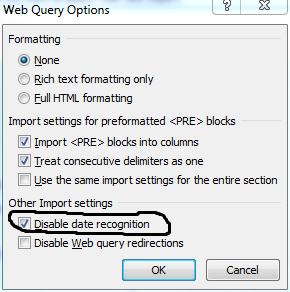 Web Query Options
?
Formatting
None
Rich text formatting only
Full HTML formatting
Import settings for preformatted <PRE> blocks
Import <PRE> blocks into columns
Treat consecutive delimiters as one
Use the same import settings for the entire section
Other Import settings
Disable date recognition
Disable Web query redirections
OK Cancel